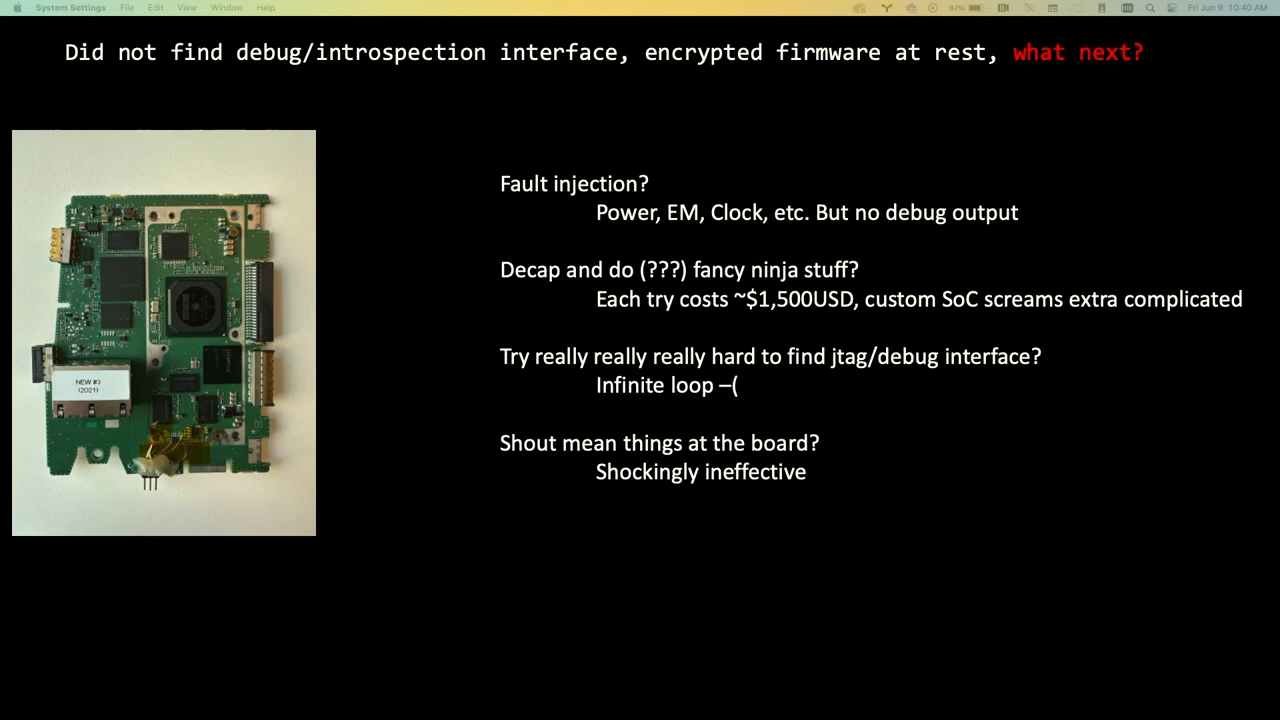 System Settings File Edit View Window Help 87% Fri Jun 9 10:40 AM
Did not find debug/introspection interface, encrypted firmware at rest, what next?
Fault injection?
Power, EM, Clock, etc. But no debug output
Decap and do (???) fancy ninja stuff?
Each try costs ~$1,500USD, custom SoC screams extra complicated
Try really really really hard to find jtag/debug interface?
Infinite loop –(
Shout mean things at the board?
Shockingly ineffective
NEW #3
(2021)